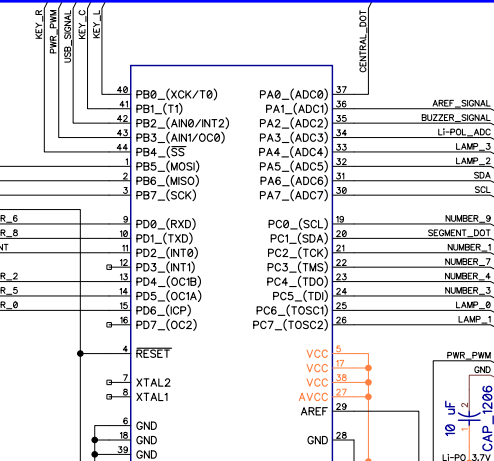 KEY_R
PWR_PWM
USB_SIGNAL
KEY_C
KEY_L
CENTRAL_DOT
40 PB0_(XCK/T0) PA0_(ADC0) 37
41 PB1_(T1) PA1_(ADC1) 36 AREF_SIGNAL
42 PB2_(AIN0/INT2) PA2_(ADC2) 35 BUZZER_SIGNAL
43 PB3_(AIN1/OC0) PA3_(ADC3) 34 Li-POL_ADC
44 PB4_(SS) PA4_(ADC4) 33 LAMP_3
1 PB5_(MOSI) PA5_(ADC5) 32 LAMP_2
2 PB6_(MISO) PA6_(ADC6) 31 SDA
3 PB7_(SCK) PA7_(ADC7) 30 SCL
R_6 9 PD0_(RXD) PC0_(SCL) 19 NUMBER_9
R_8 10 PD1_(TXD) PC1_(SDA) 20 SEGMENT_DOT
NT 11 PD2_(INT0) PC2_(TCK) 21 NUMBER_1
12 PD3_(INT1) PC3_(TMS) 22 NUMBER_7
R_2 13 PD4_(OC1B) PC4_(TDO) 23 NUMBER_4
R_5 14 PD5_(OC1A) PC5_(TDI) 24 NUMBER_3
R_0 15 PD6_(ICP) PC6_(TOSC1) 25 LAMP_0
16 PD7_(OC2) PC7_(TOSC2) 26 LAMP_1
4 RESET VCC 5 PWR_PWM
VCC 17 GND
7 XTAL2 VCC 38
8 XTAL1 AVCC 27
AREF 29
6 GND
18 GND GND 28
39 GND
10 uF
2
1
CAP_1206
Li-PO 3.7V